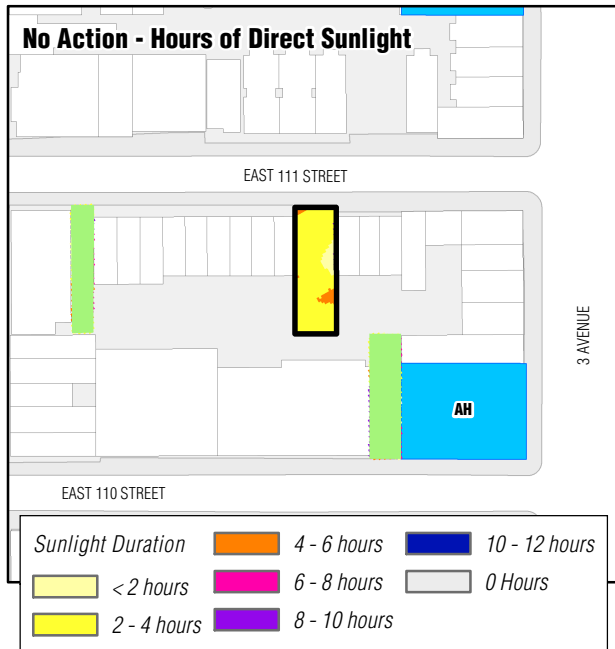 No Action - Hours of Direct Sunlight
EAST 111 STREET
3 AVENUE
AH
EAST 110 STREET
Sunlight Duration
< 2 hours
2 - 4 hours
4 - 6 hours
6 - 8 hours
8 - 10 hours
10 - 12 hours
0 Hours